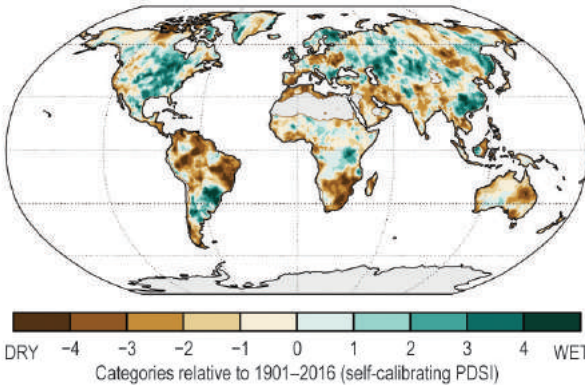 DRY −4 −3 −2 −1 0 1 2 3 4 WET
Categories relative to 1901–2016 (self-calibrating PDSI)